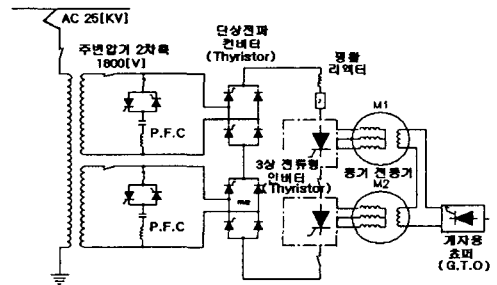 AC 25[KV]
주변압기 2차측
1800[V]
단상전파
컨버터
(Thyristor)
평활
리액터
P.F.C
M1
3상 전류형
인버터
(Thyristor)
동기 전동기
M2
P.F.C
계자용
쵸퍼
(G.T.O)